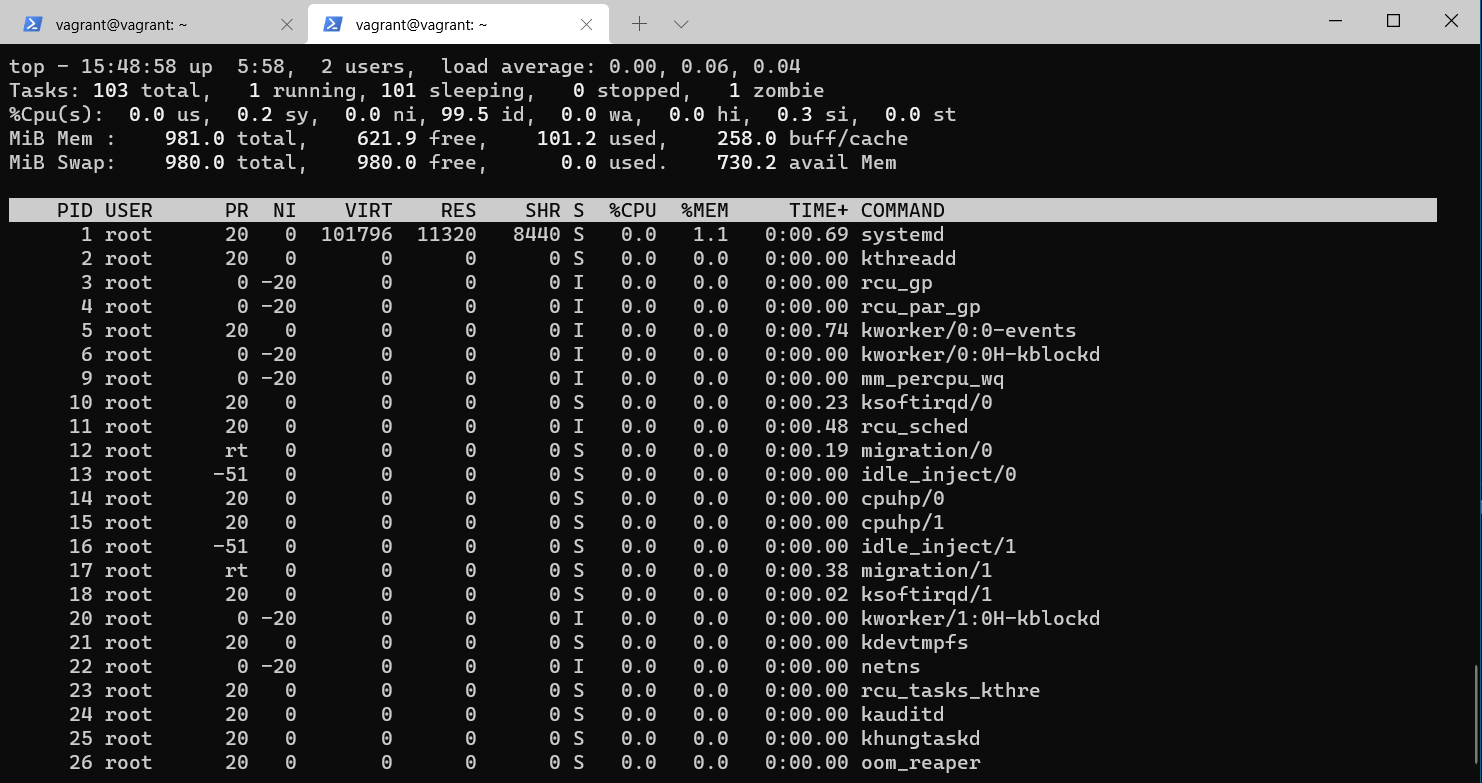 vagrant@vagrant: ~ vagrant@vagrant: ~
top - 15:48:58 up  5:58,  2 users,  load average: 0.00, 0.06, 0.04
Tasks: 103 total,   1 running, 101 sleeping,   0 stopped,   1 zombie
%Cpu(s):  0.0 us,  0.2 sy,  0.0 ni, 99.5 id,  0.0 wa,  0.0 hi,  0.3 si,  0.0 st
MiB Mem :    981.0 total,    621.9 free,    101.2 used,    258.0 buff/cache
MiB Swap:    980.0 total,    980.0 free,      0.0 used.    730.2 avail Mem
PID USER      PR  NI    VIRT    RES    SHR S  %CPU  %MEM     TIME+ COMMAND
1 root      20   0  101796  11320   8440 S   0.0   1.1   0:00.69 systemd
2 root      20   0       0      0      0 S   0.0   0.0   0:00.00 kthreadd
3 root       0 -20       0      0      0 I   0.0   0.0   0:00.00 rcu_gp
4 root       0 -20       0      0      0 I   0.0   0.0   0:00.00 rcu_par_gp
5 root      20   0       0      0      0 I   0.0   0.0   0:00.74 kworker/0:0-events
6 root       0 -20       0      0      0 I   0.0   0.0   0:00.00 kworker/0:0H-kblockd
9 root       0 -20       0      0      0 I   0.0   0.0   0:00.00 mm_percpu_wq
10 root      20   0       0      0      0 S   0.0   0.0   0:00.23 ksoftirqd/0
11 root      20   0       0      0      0 I   0.0   0.0   0:00.48 rcu_sched
12 root      rt   0       0      0      0 S   0.0   0.0   0:00.19 migration/0
13 root     -51   0       0      0      0 S   0.0   0.0   0:00.00 idle_inject/0
14 root      20   0       0      0      0 S   0.0   0.0   0:00.00 cpuhp/0
15 root      20   0       0      0      0 S   0.0   0.0   0:00.00 cpuhp/1
16 root     -51   0       0      0      0 S   0.0   0.0   0:00.00 idle_inject/1
17 root      rt   0       0      0      0 S   0.0   0.0   0:00.38 migration/1
18 root      20   0       0      0      0 S   0.0   0.0   0:00.02 ksoftirqd/1
20 root       0 -20       0      0      0 I   0.0   0.0   0:00.00 kworker/1:0H-kblockd
21 root      20   0       0      0      0 S   0.0   0.0   0:00.00 kdevtmpfs
22 root       0 -20       0      0      0 I   0.0   0.0   0:00.00 netns
23 root      20   0       0      0      0 S   0.0   0.0   0:00.00 rcu_tasks_kthre
24 root      20   0       0      0      0 S   0.0   0.0   0:00.00 kauditd
25 root      20   0       0      0      0 S   0.0   0.0   0:00.00 khungtaskd
26 root      20   0       0      0      0 S   0.0   0.0   0:00.00 oom_reaper